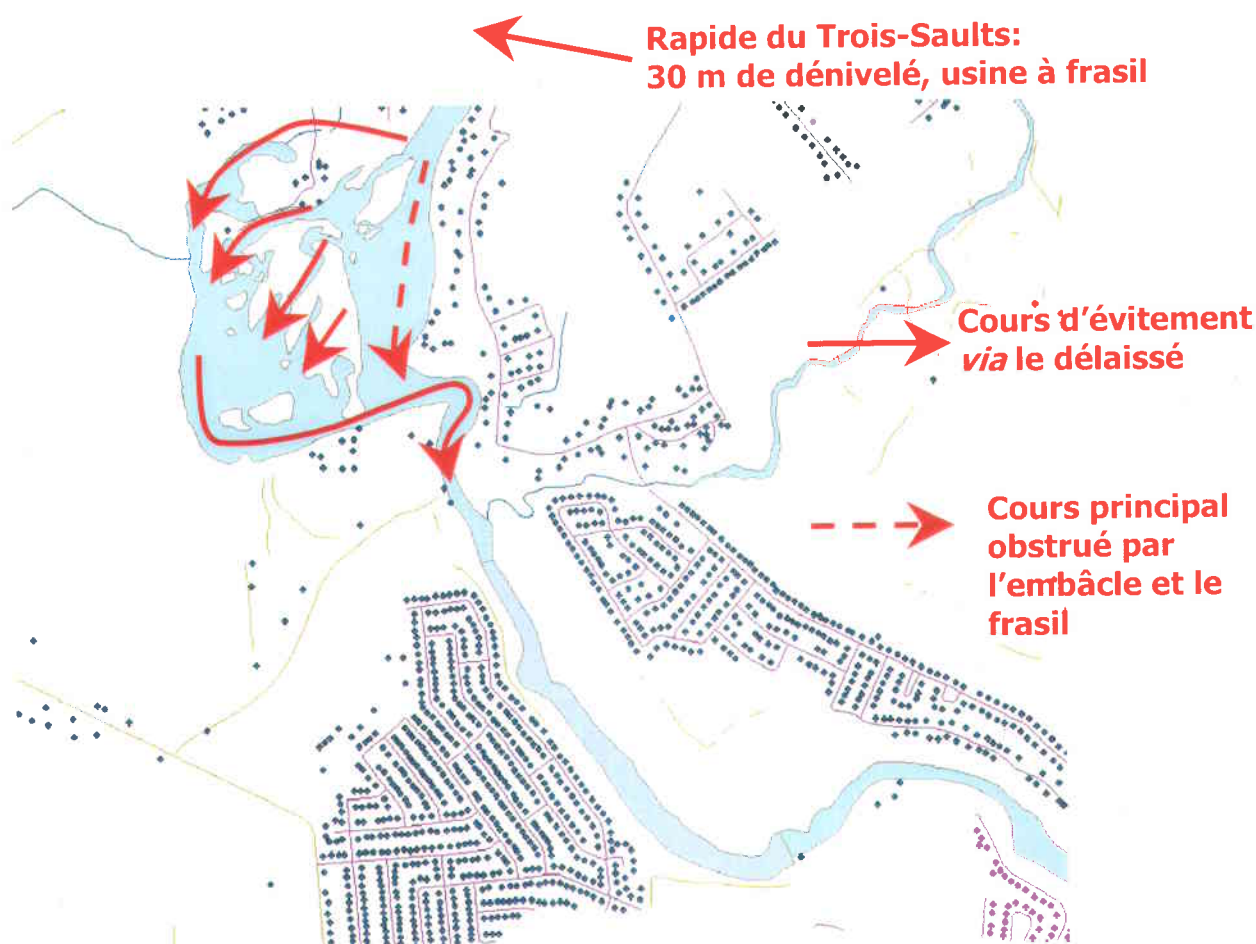 Rapide du Trois-Saults:
30 m de dénivelé, usine à frasil
Cours d'évitement
via le délaissé
Cours principal
obstrué par
l'embâcle et le
frasil